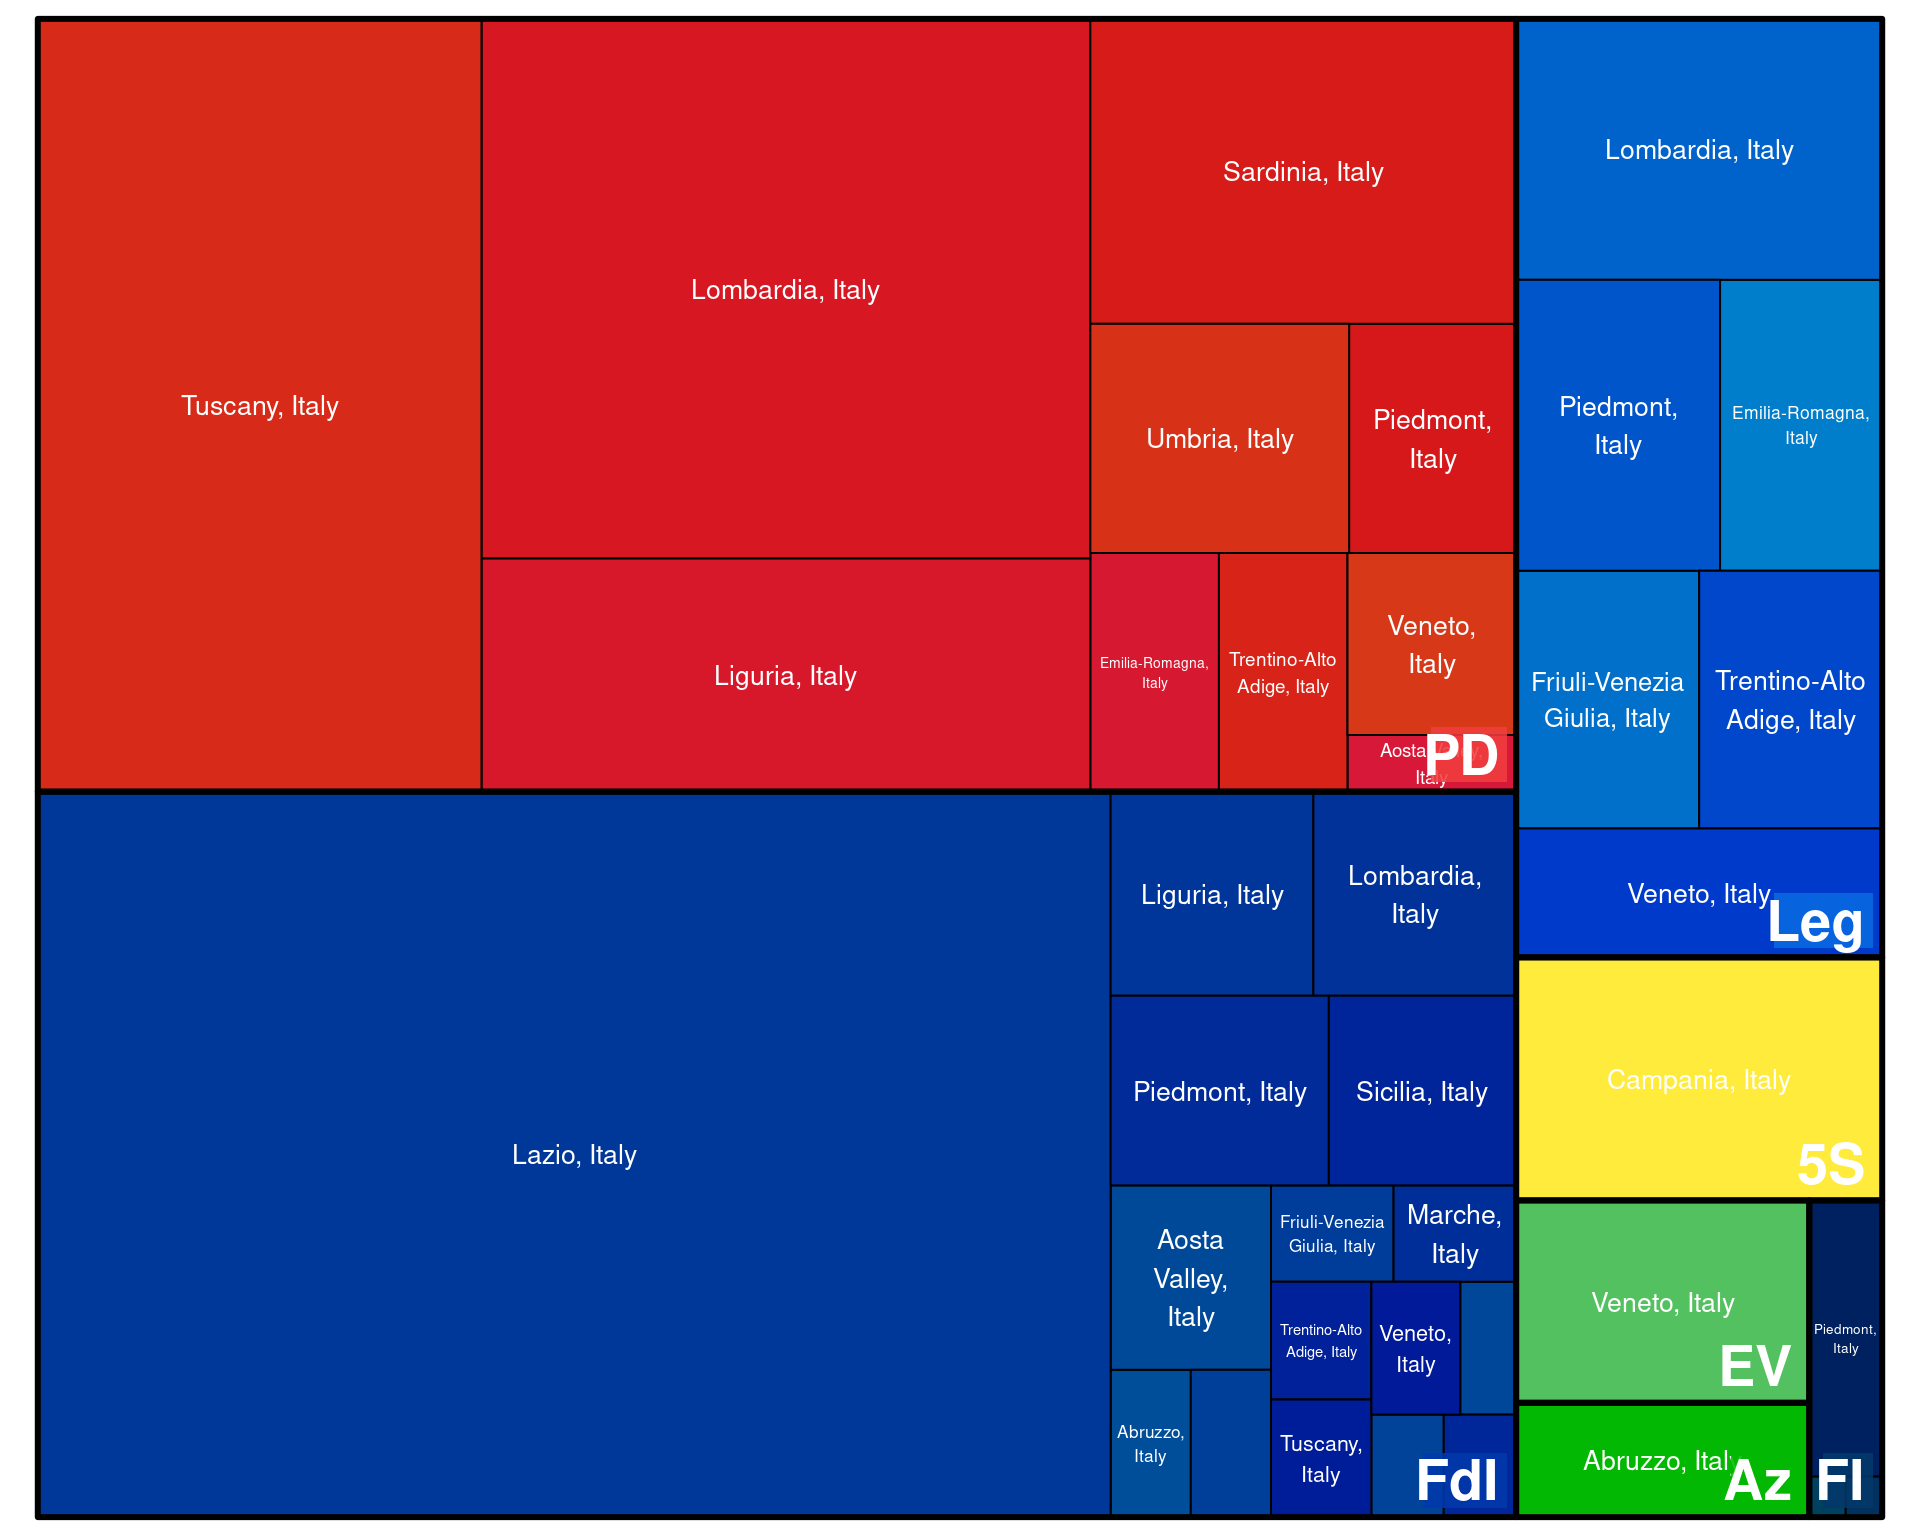 Tuscany, Italy
Lombardia, Italy
Liguria, Italy
Sardinia, Italy
Umbria, Italy
Piedmont,
Italy
Emilia-Romagna,
Italy
Trentino-Alto
Adige, Italy
Veneto,
Italy
Aosta
Italy
PD
Lombardia, Italy
Piedmont,
Italy
Emilia-Romagna,
Italy
Friuli-Venezia
Giulia, Italy
Trentino-Alto
Adige, Italy
Veneto, Italy
Leg
Lazio, Italy
Liguria, Italy
Lombardia,
Italy
Piedmont, Italy
Sicilia, Italy
Aosta
Valley,
Italy
Friuli-Venezia
Giulia, Italy
Marche,
Italy
Trentino-Alto
Adige, Italy
Veneto,
Italy
Abruzzo,
Italy
Tuscany,
Italy
FdI
Campania, Italy
5S
Veneto, Italy
EV
Abruzzo, Italy
Az
Piedmont,
Italy
FI